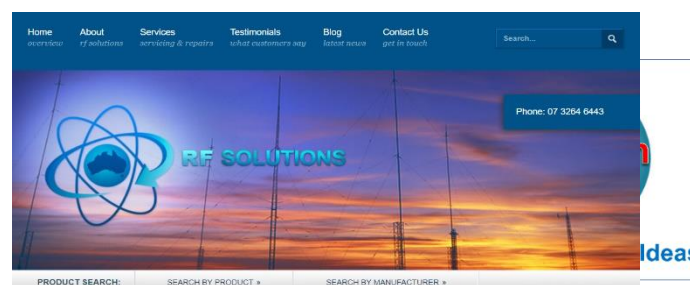 Home About Services Testimonials Blog Contact Us
overview rf solutions servicing & repairs what customers say latest news get in touch
Search...
Phone: 07 3264 6443
RF SOLUTIONS
Ideas
PRODUCT SEARCH: SEARCH BY PRODUCT » SEARCH BY MANUFACTURER »